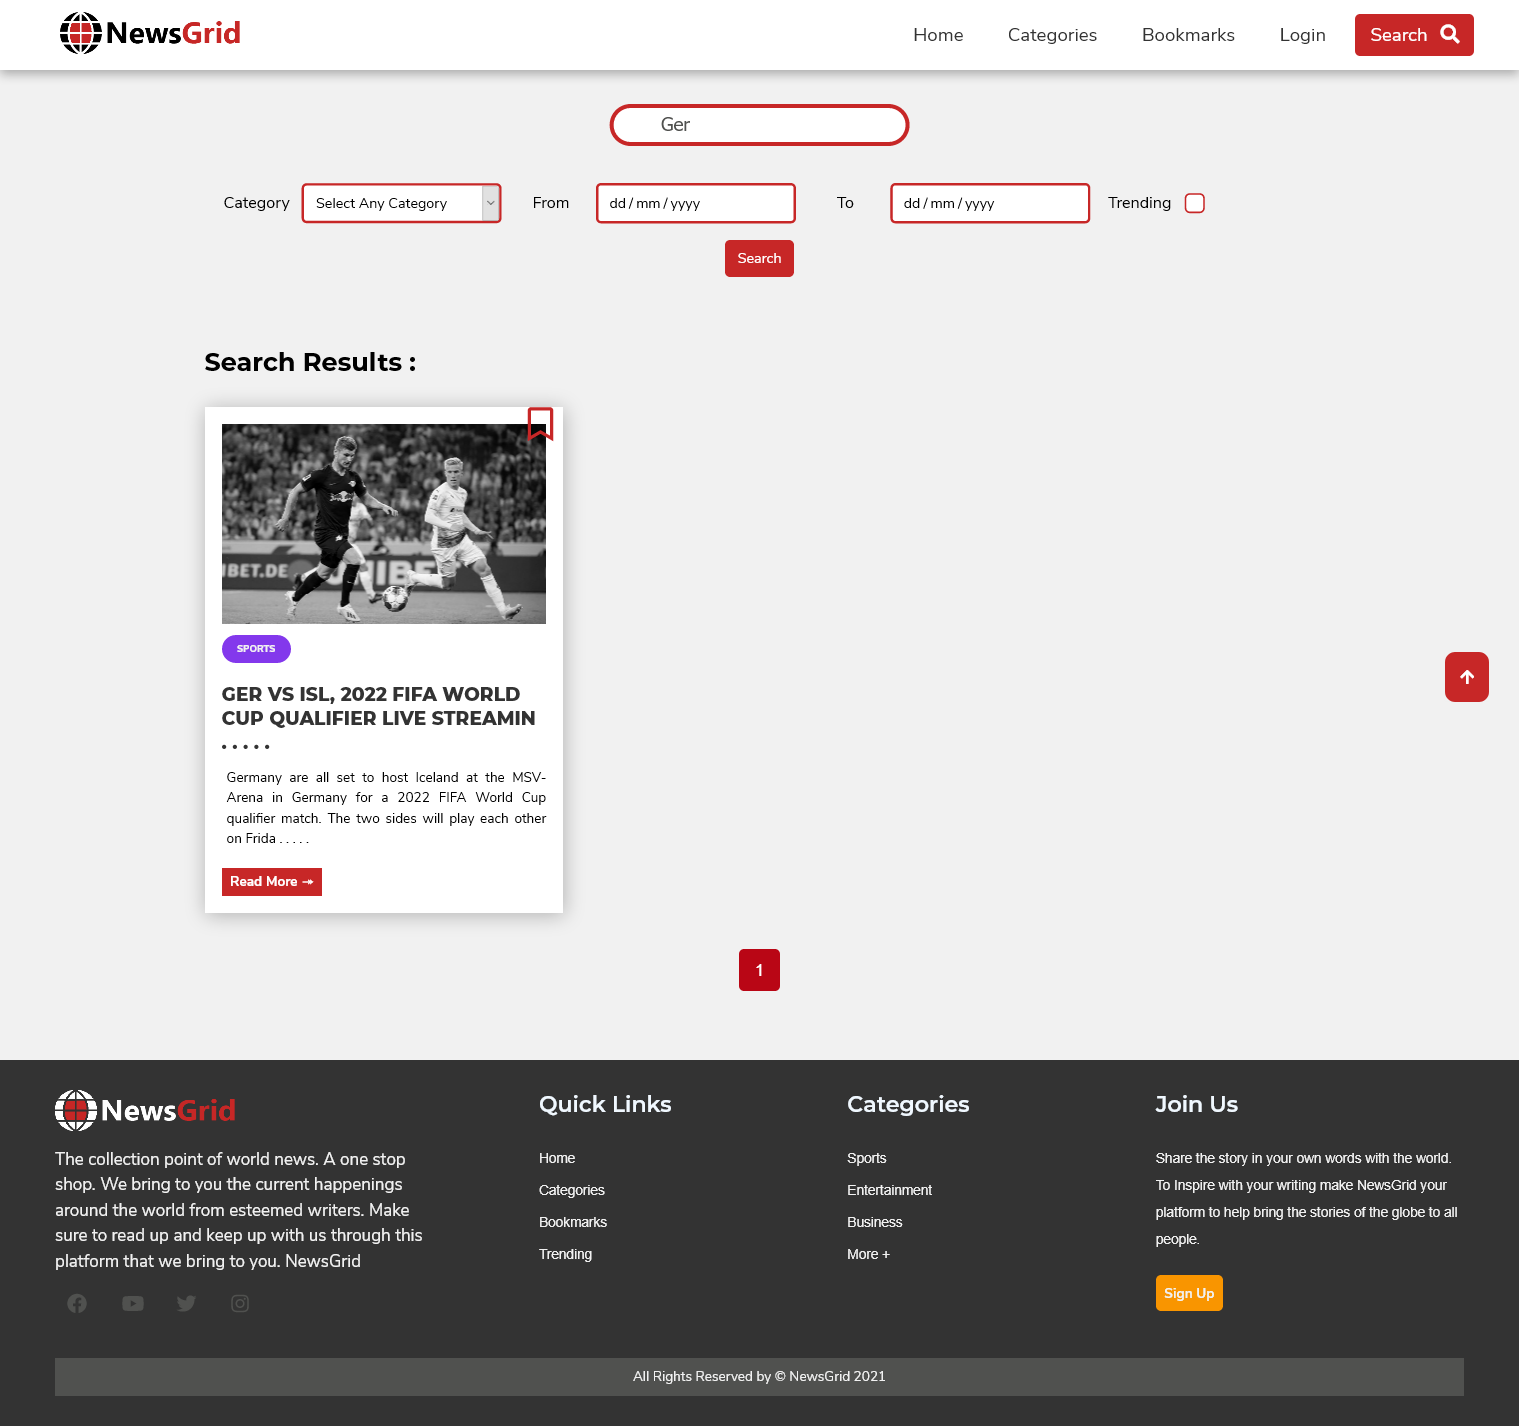 NewsGrid
Home Categories Bookmarks Login Search
Ger
Category Select Any Category From dd / mm / yyyy To dd / mm / yyyy Trending
Search
Search Results :
IBET.DE
SPORTS
GER VS ISL, 2022 FIFA WORLD
CUP QUALIFIER LIVE STREAMIN
. . . . .
Germany are all set to host Iceland at the MSV-
Arena in Germany for a 2022 FIFA World Cup
qualifier match. The two sides will play each other
on Frida . . . . .
Read More ➛
1
NewsGrid
The collection point of world news. A one stop
shop. We bring to you the current happenings
around the world from esteemed writers. Make
sure to read up and keep up with us through this
platform that we bring to you. NewsGrid
Quick Links
Home
Categories
Bookmarks
Trending
Categories
Sports
Entertainment
Business
More +
Join Us
Share the story in your own words with the world.
To Inspire with your writing make NewsGrid your
platform to help bring the stories of the globe to all
people.
Sign Up
All Rights Reserved by © NewsGrid 2021